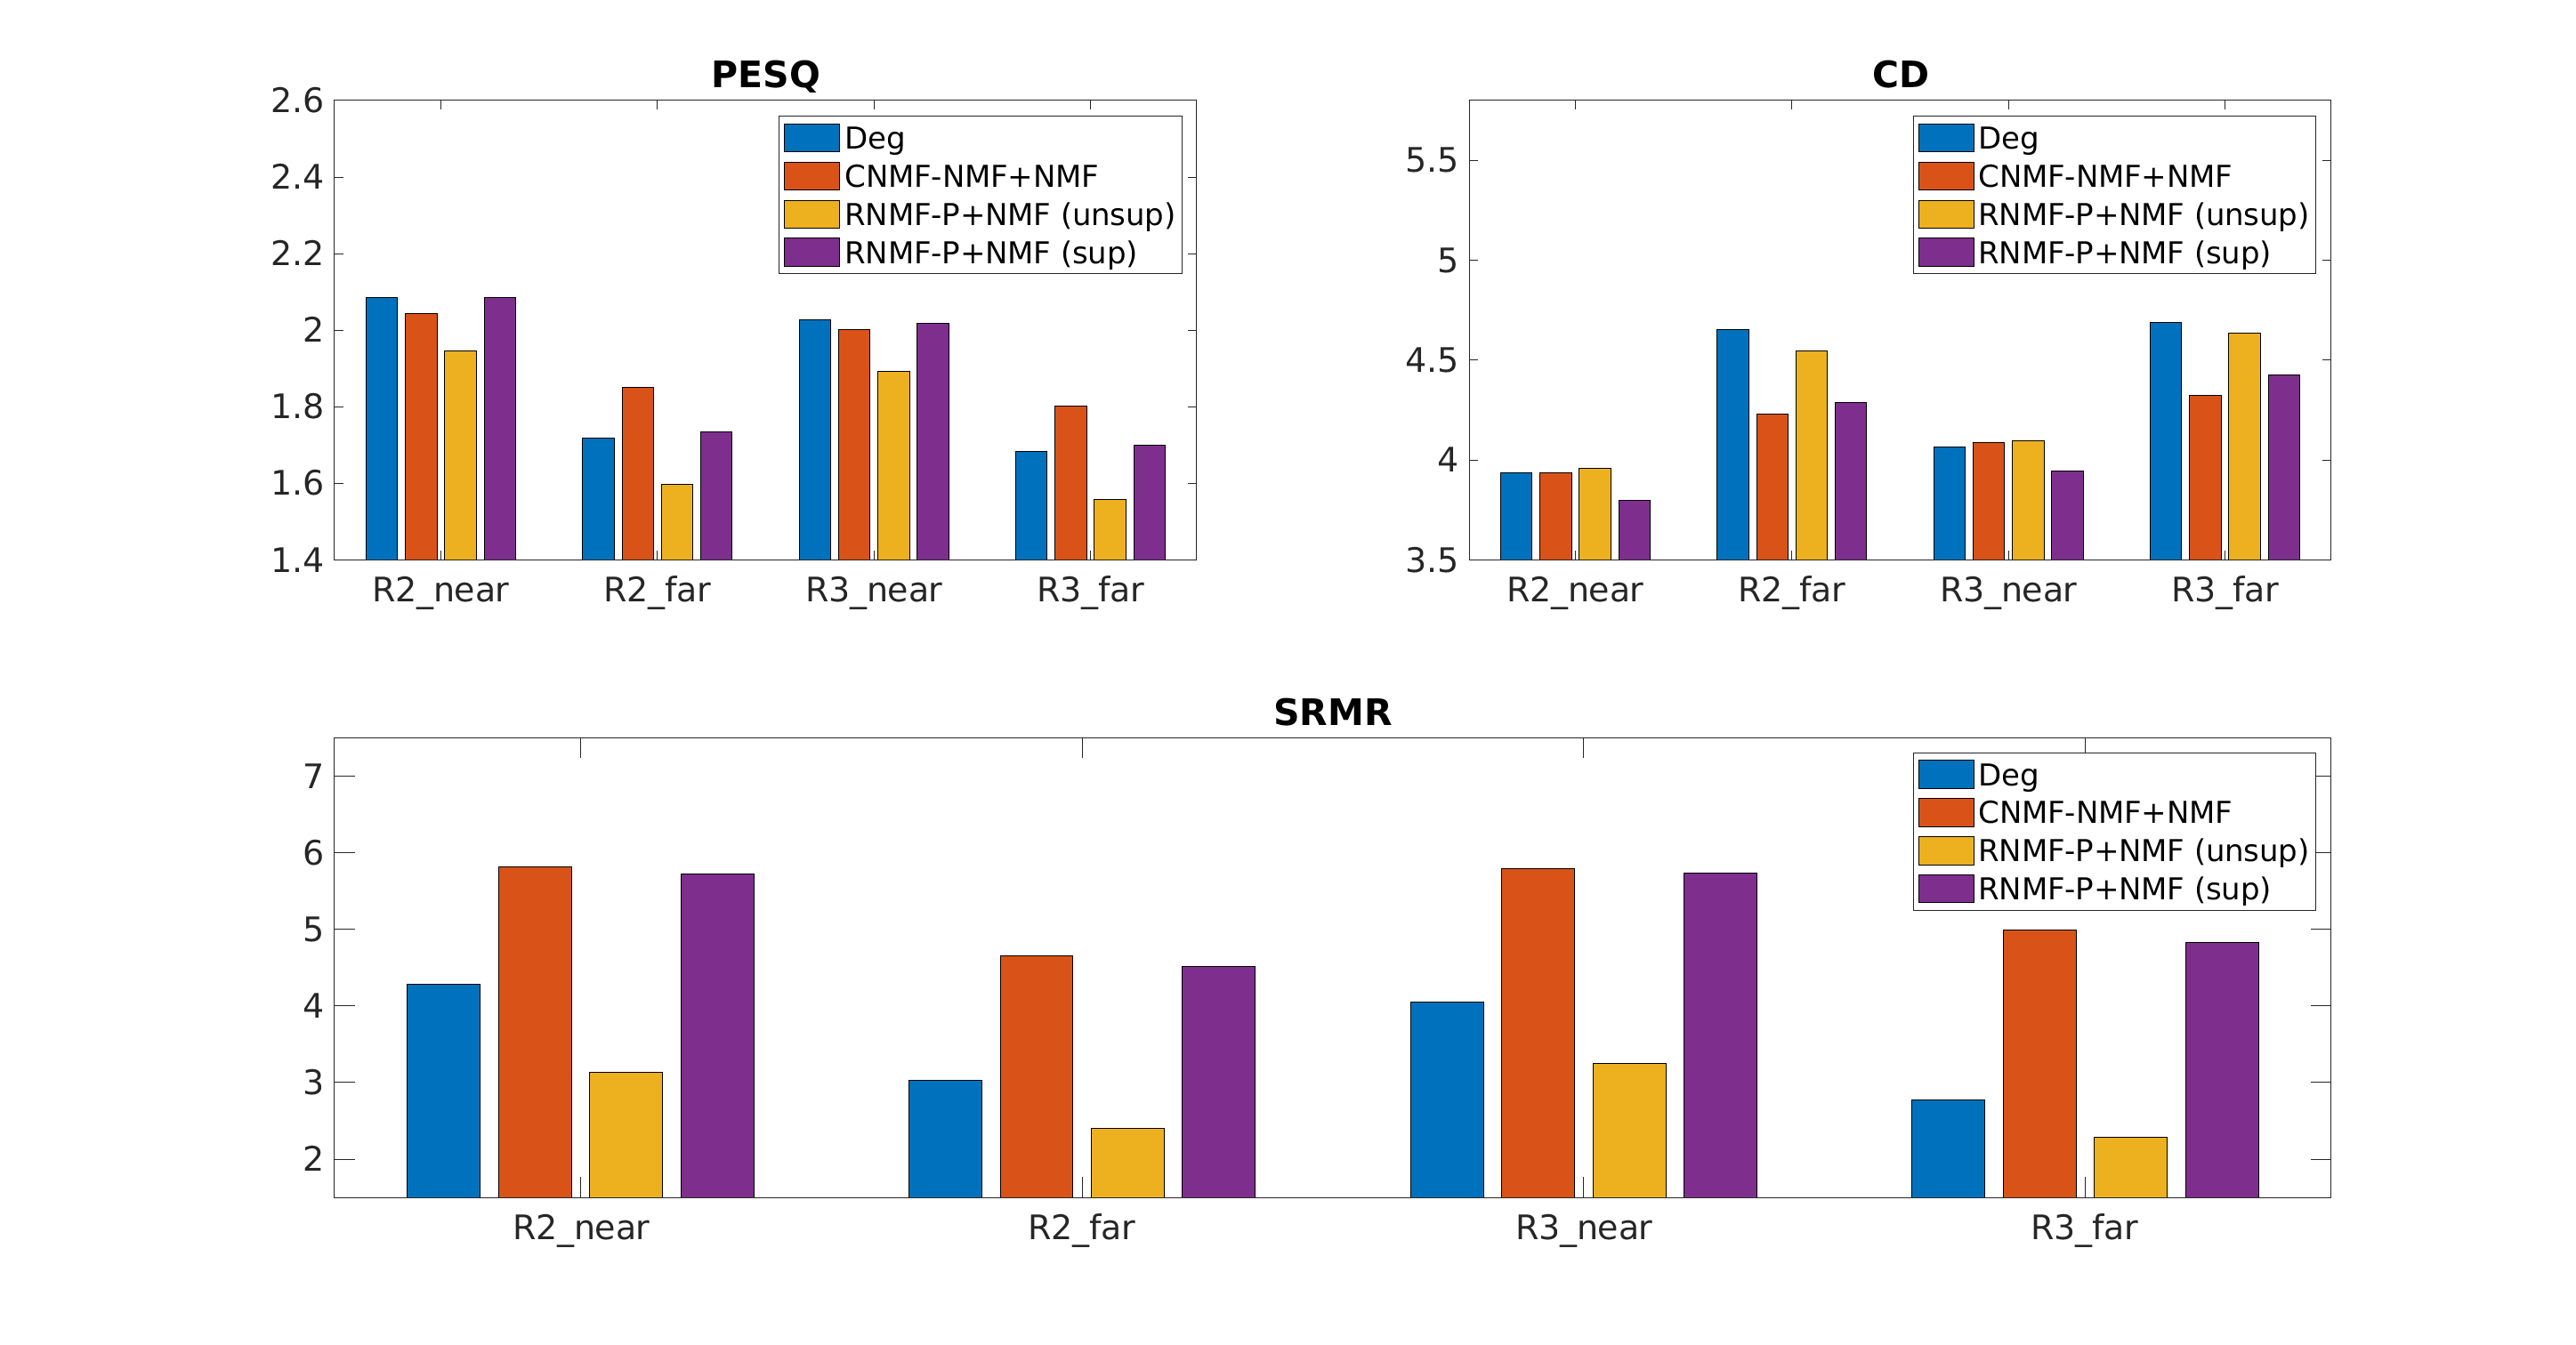 PESQ
2.6
2.4
2.2
2
1.8
1.6
1.4
Deg
CNMF-NMF+NMF
RNMF-P+NMF (unsup)
RNMF-P+NMF (sup)
R2_near R2_far R3_near R3_far
CD
5.5
5
4.5
4
3.5
Deg
CNMF-NMF+NMF
RNMF-P+NMF (unsup)
RNMF-P+NMF (sup)
R2_near R2_far R3_near R3_far
SRMR
7
6
5
4
3
2
Deg
CNMF-NMF+NMF
RNMF-P+NMF (unsup)
RNMF-P+NMF (sup)
R2_near R2_far R3_near R3_far